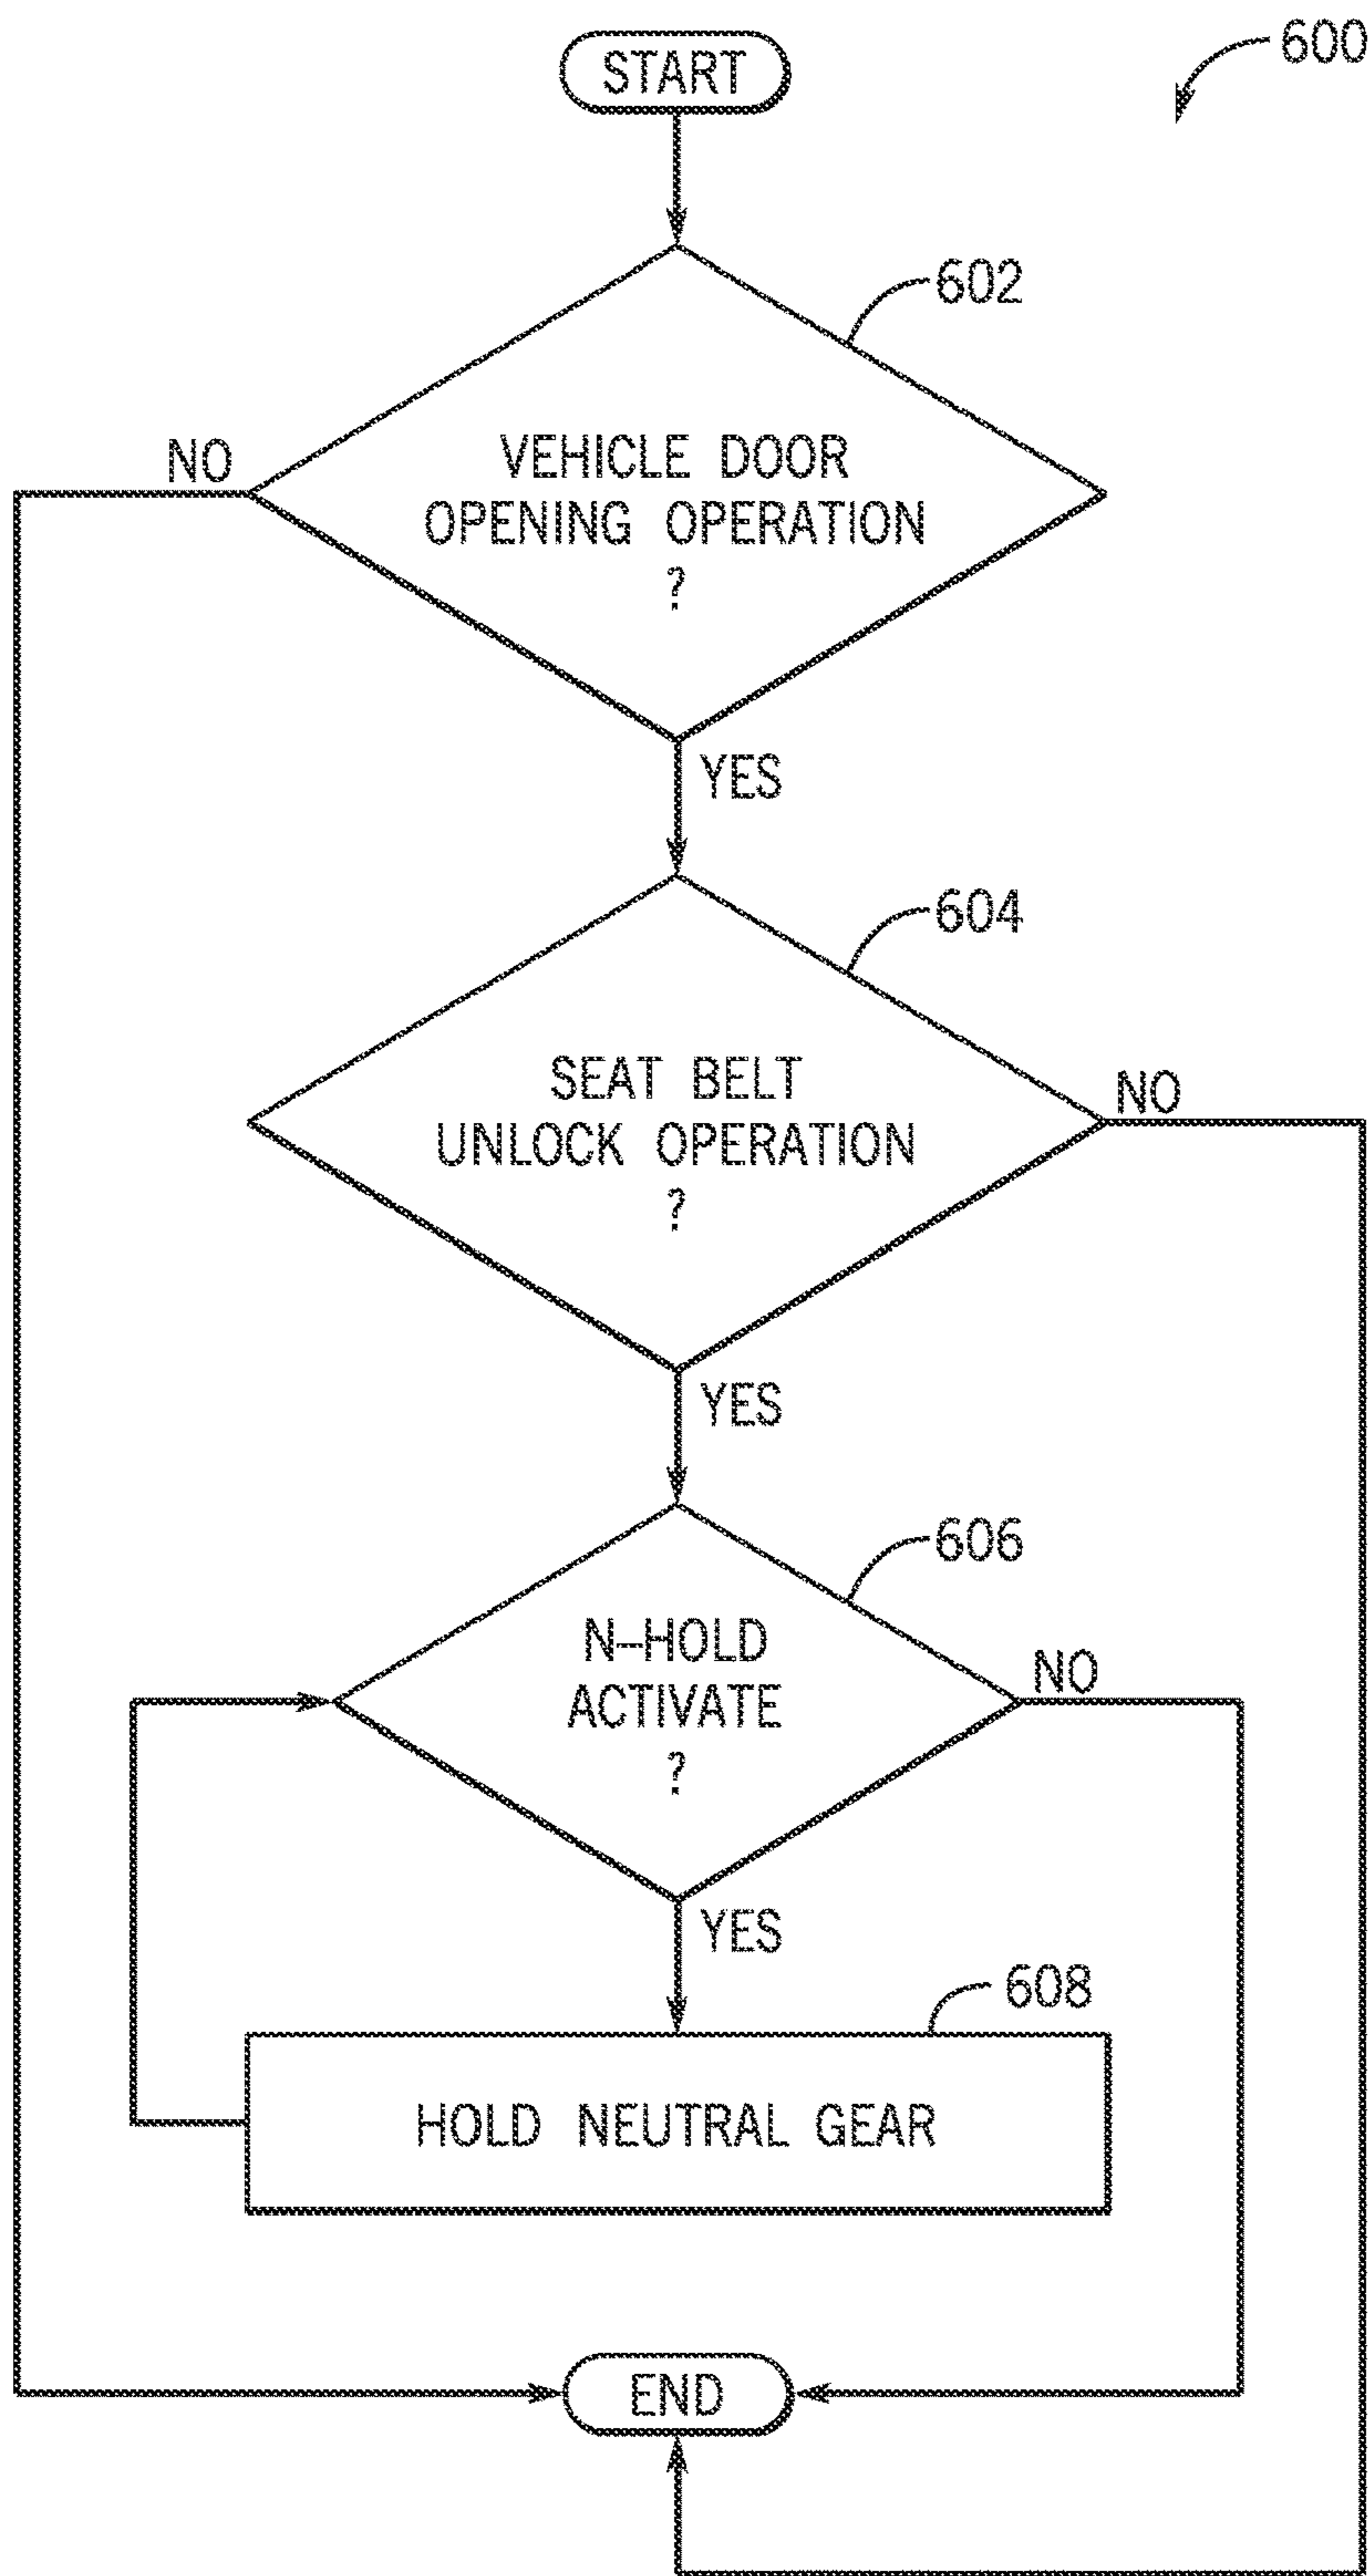 START
600
602
NO
VEHICLE DOOR
OPENING OPERATION
?
YES
604
SEAT BELT
UNLOCK OPERATION
?
NO
YES
606
N-HOLD
ACTIVATE
?
NO
YES
608
HOLD NEUTRAL GEAR
END